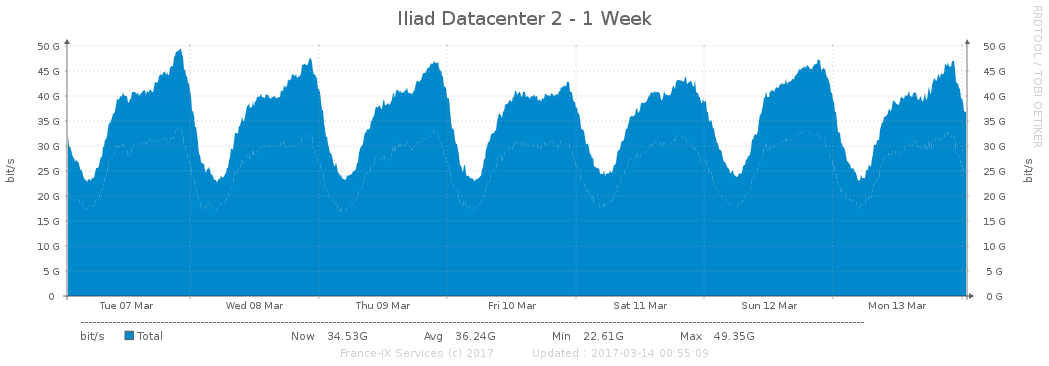 Iliad Datacenter 2 - 1 Week
RRDTOOL / TOBI OETIKER
bit/s
50 G 50 G
45 G 45 G
40 G 40 G
35 G 35 G
30 G 30 G
25 G 25 G
20 G 20 G
15 G 15 G
10 G 10 G
5 G 5 G
0 0 G
bit/s
Tue 07 Mar Wed 08 Mar Thu 09 Mar Fri 10 Mar Sat 11 Mar Sun 12 Mar Mon 13 Mar
bit/s Total Now 34.53G Avg 36.24G Min 22.61G Max 49.35G
France-IX Services (c) 2017 Updated : 2017-03-14 00:55:09